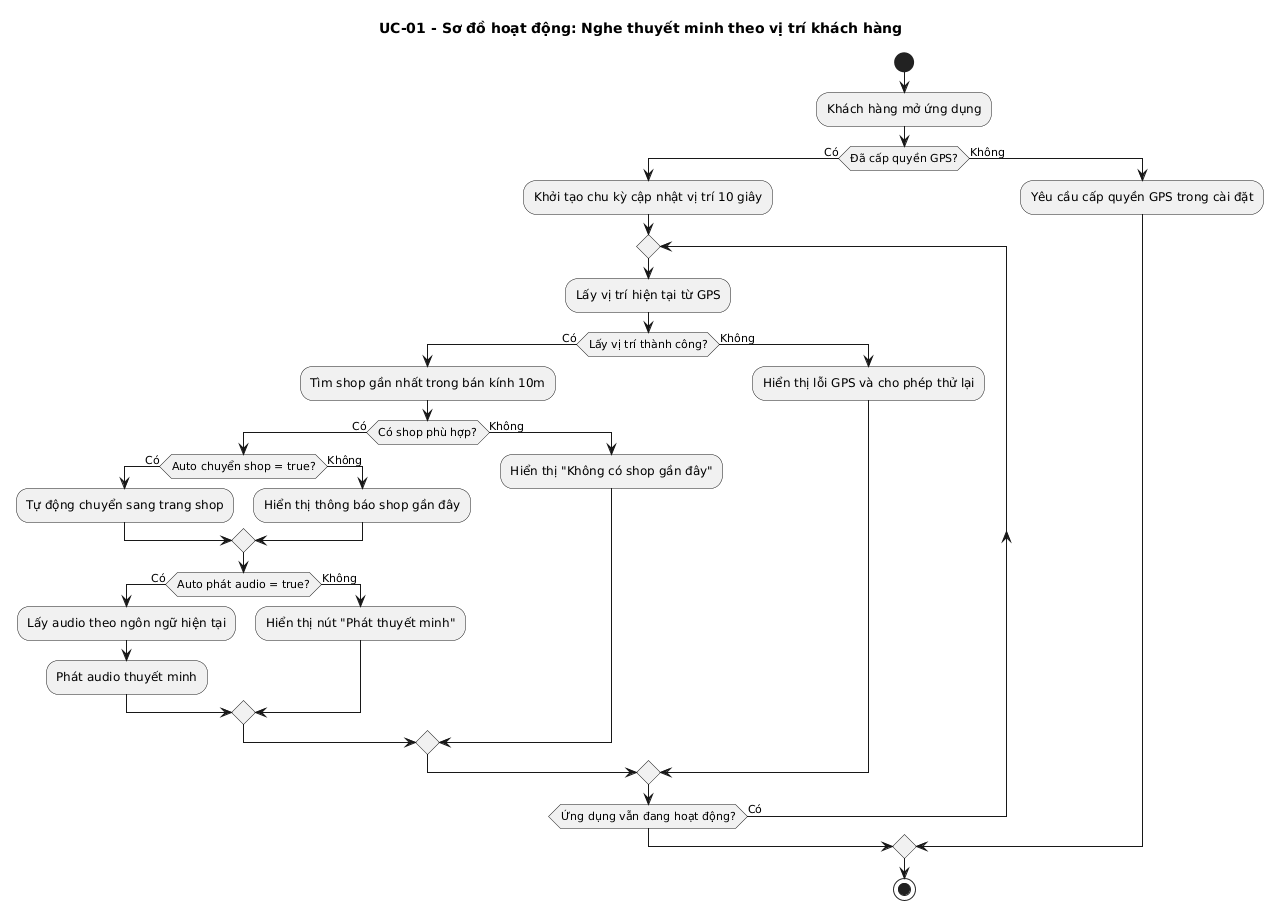 UC-01 - Sơ đồ hoạt động: Nghe thuyết minh theo vị trí khách hàng
Khách hàng mở ứng dụng
Đã cấp quyền GPS?
Có
Không
Khởi tạo chu kỳ cập nhật vị trí 10 giây
Yêu cầu cấp quyền GPS trong cài đặt
Lấy vị trí hiện tại từ GPS
Lấy vị trí thành công?
Có
Không
Tìm shop gần nhất trong bán kính 10m
Hiển thị lỗi GPS và cho phép thử lại
Có shop phù hợp?
Có
Không
Auto chuyển shop = true?
Có
Không
Hiển thị "Không có shop gần đây"
Tự động chuyển sang trang shop
Hiển thị thông báo shop gần đây
Auto phát audio = true?
Có
Không
Lấy audio theo ngôn ngữ hiện tại
Hiển thị nút "Phát thuyết minh"
Phát audio thuyết minh
Ứng dụng vẫn đang hoạt động?
Có